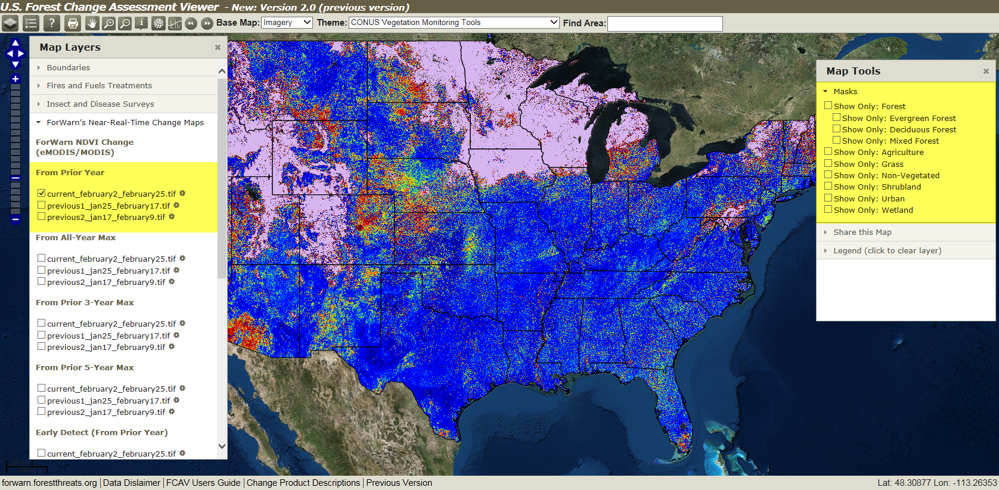 U.S. Forest Change Assessment Viewer - New: Version 2.0 (previous version)
Base Map: Imagery Theme: CONUS Vegetation Monitoring Tools Find Area:
Map Layers
Boundaries
Fires and Fuels Treatments
Insect and Disease Surveys
ForWarn's Near-Real-Time Change Maps
ForWarn NDVI Change
(eMODIS/MODIS)
From Prior Year
current_february2_february25.tif
previous1_jan25_february17.tif
previous2_jan17_february9.tif
From All-Year Max
current_february2_february25.tif
previous1_jan25_february17.tif
previous2_jan17_february9.tif
From Prior 3-Year Max
current_february2_february25.tif
previous1_jan25_february17.tif
previous2_jan17_february9.tif
From Prior 5-Year Max
current_february2_february25.tif
previous1_jan25_february17.tif
previous2_jan17_february9.tif
Early Detect (From Prior Year)
current_february2_february25.tif
Map Tools
Masks
Show Only: Forest
Show Only: Evergreen Forest
Show Only: Deciduous Forest
Show Only: Mixed Forest
Show Only: Agriculture
Show Only: Grass
Show Only: Non-Vegetated
Show Only: Shrubland
Show Only: Urban
Show Only: Wetland
Share this Map
Legend (click to clear layer)
forwarn.forestthreats.org | Data Dislaimer | FCAV Users Guide | Change Product Descriptions | Previous Version
Lat: 48.30877 Lon: -113.26353